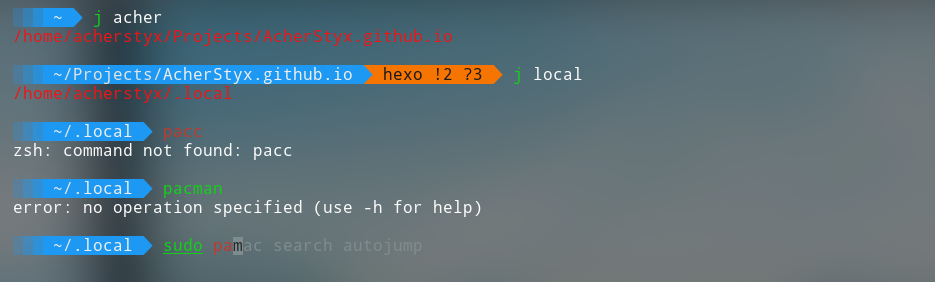 ~ j acher
/home/acherstyx/Projects/AcherStyx.github.io
~/Projects/AcherStyx.github.io hexo !2 ?3 j local
/home/acherstyx/.local
~/.local pacc
zsh: command not found: pacc
~/.local pacman
error: no operation specified (use -h for help)
~/.local sudo pamac search autojump